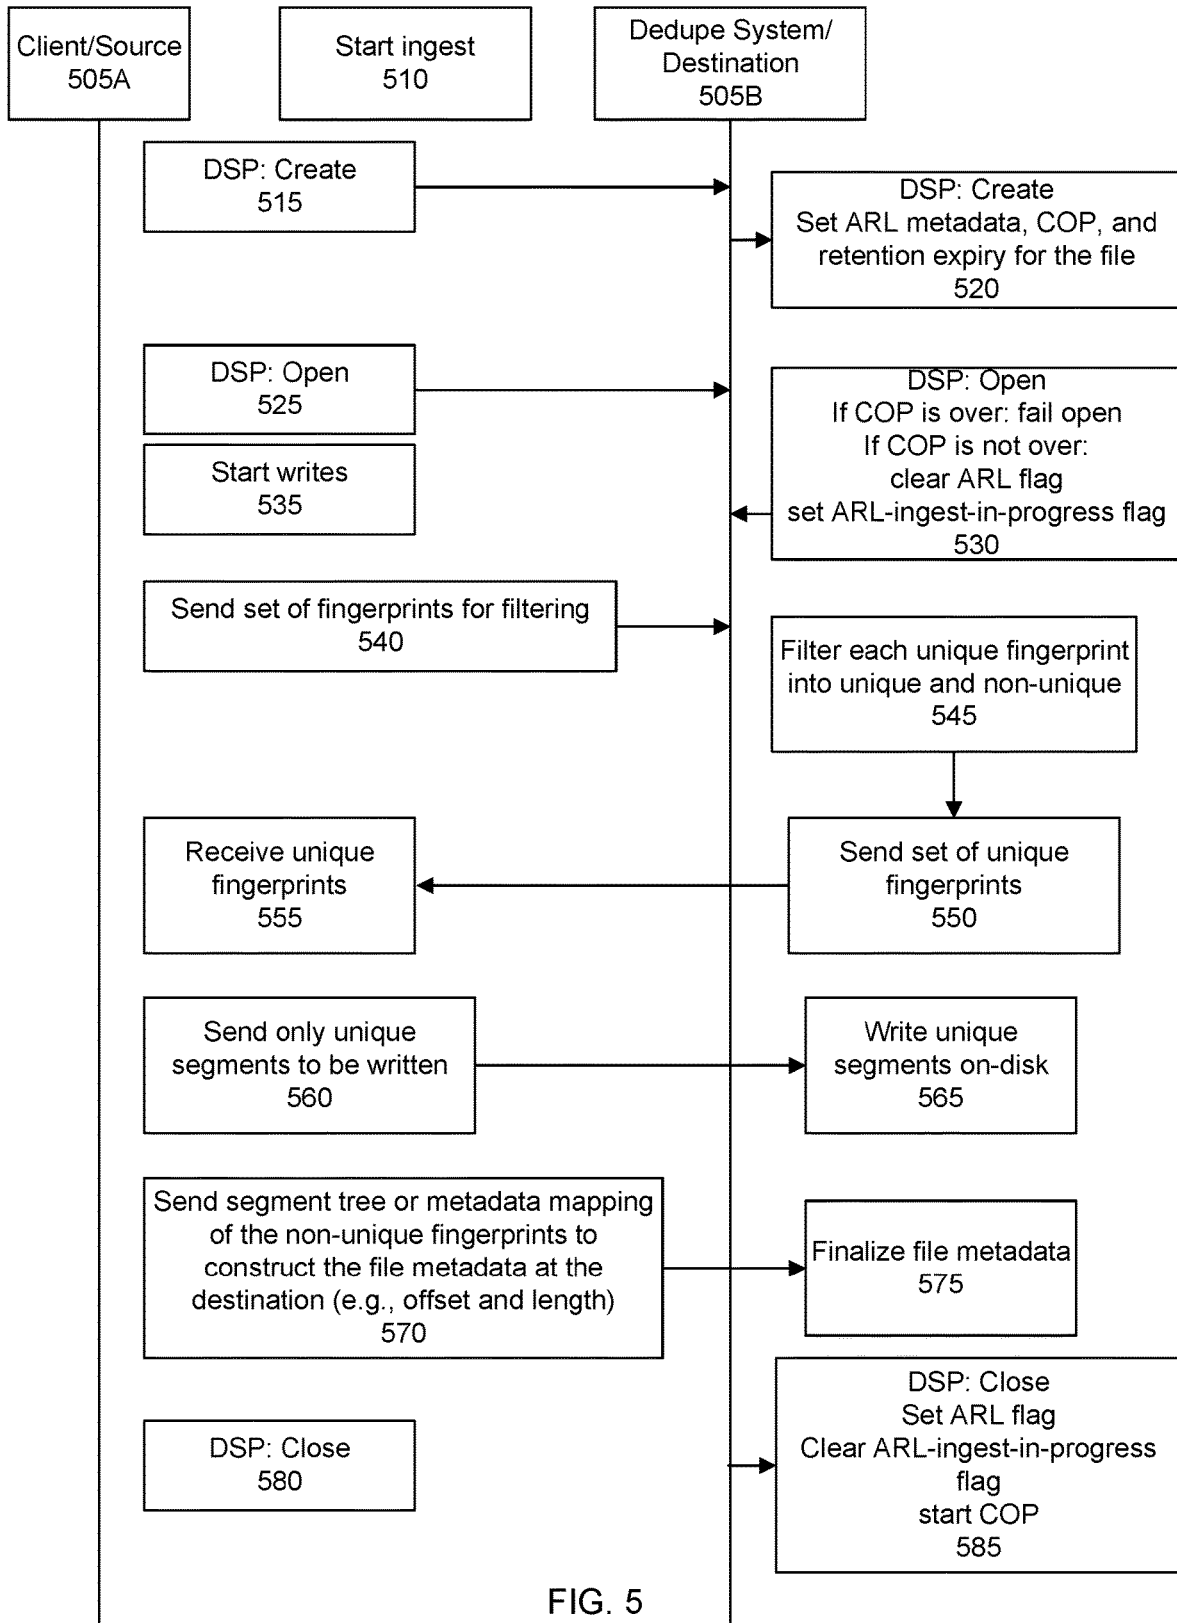 Client/Source
505A
Start ingest
510
Dedupe System/
Destination
505B
DSP: Create
515
DSP: Create
Set ARL metadata, COP, and
retention expiry for the file
520
DSP: Open
525
DSP: Open
If COP is over: fail open
If COP is not over:
clear ARL flag
set ARL-ingest-in-progress flag
530
Start writes
535
Send set of fingerprints for filtering
540
Filter each unique fingerprint
into unique and non-unique
545
Receive unique
fingerprints
555
Send set of unique
fingerprints
550
Send only unique
segments to be written
560
Write unique
segments on-disk
565
Send segment tree or metadata mapping
of the non-unique fingerprints to
construct the file metadata at the
destination (e.g., offset and length)
570
Finalize file metadata
575
DSP: Close
580
DSP: Close
Set ARL flag
Clear ARL-ingest-in-progress
flag
start COP
585
FIG. 5